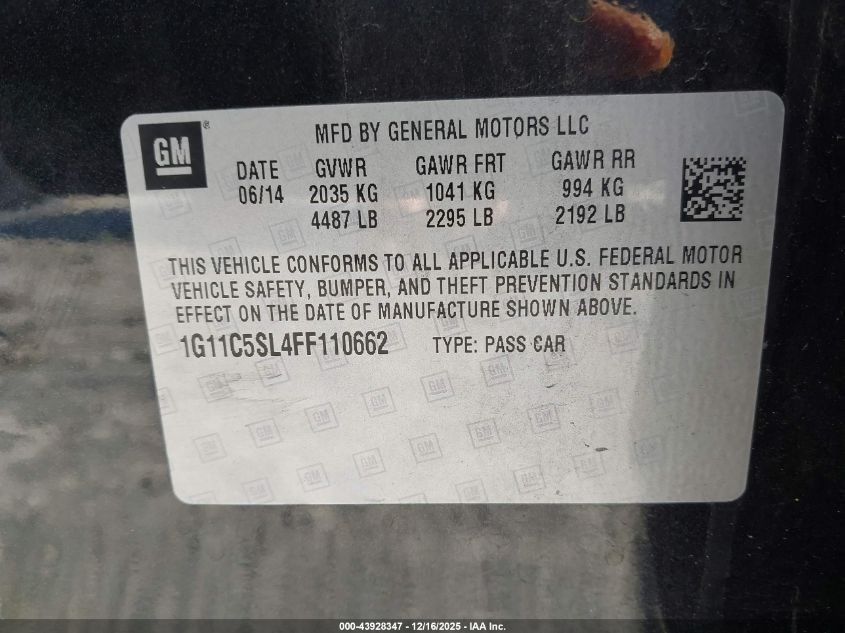 GM ®
MFD BY GENERAL MOTORS LLC
DATE GVWR GAWR FRT GAWR RR
06/14 2035 KG 1041 KG 994 KG
4487 LB 2295 LB 2192 LB
THIS VEHICLE CONFORMS TO ALL APPLICABLE U.S. FEDERAL MOTOR
VEHICLE SAFETY, BUMPER, AND THEFT PREVENTION STANDARDS IN
EFFECT ON THE DATE OF MANUFACTURE SHOWN ABOVE.
1G11C5SL4FF110662 TYPE: PASS CAR
000-43928347 - 12/16/2025 - IAA Inc.